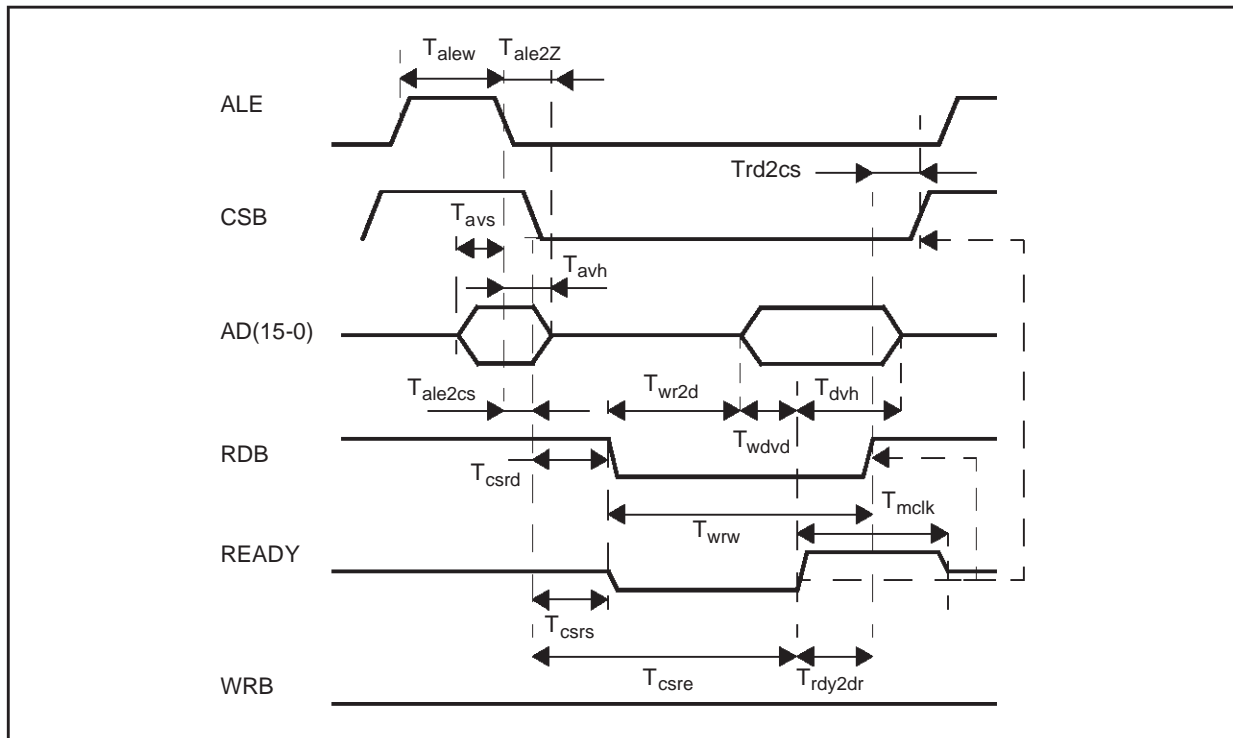 T_alew T_ale2Z
ALE
Trd2cs
CSB
T_avs
T_avh
AD(15-0)
T_ale2cs T_wr2d T_dvh
T_wdvd
RDB
T_csrd
T_wrw T_mclk
READY
T_csrs
T_csre T_rdy2dr
WRB